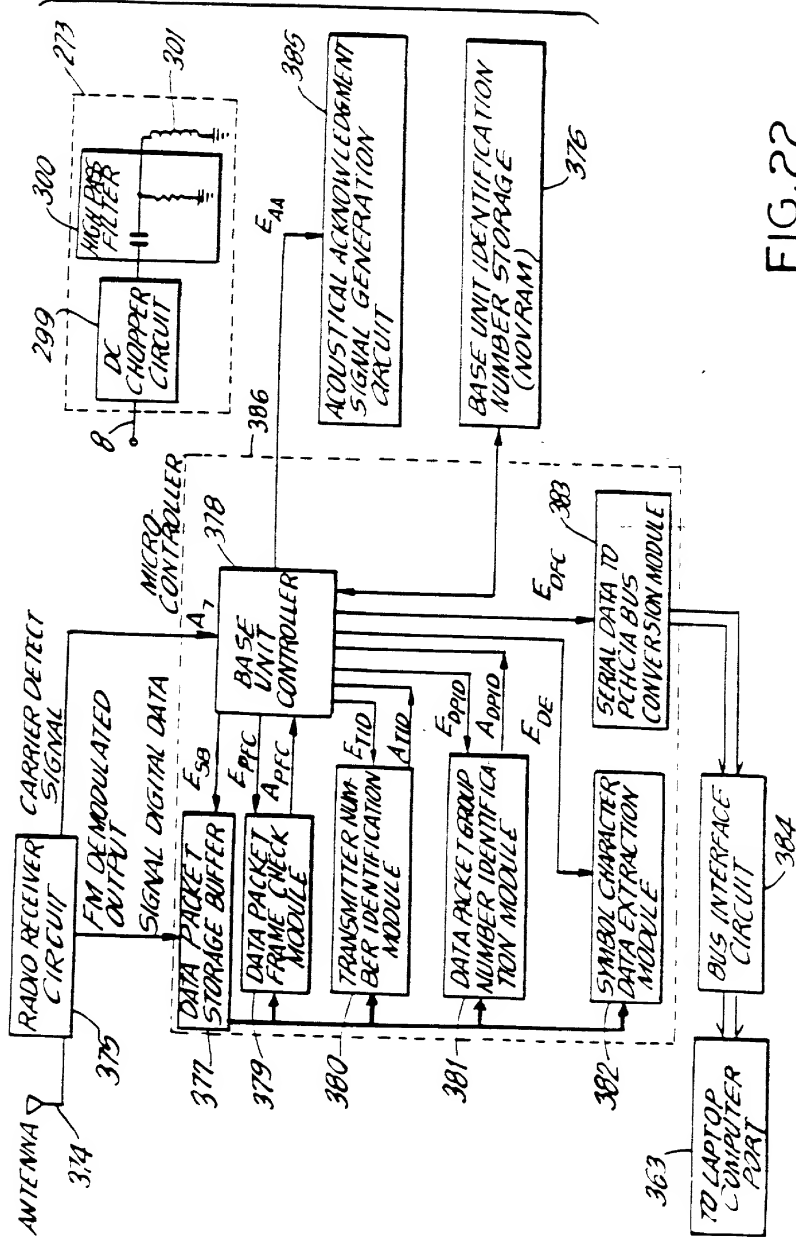 ANTENNA
374
RADIO RECEIVER
CIRCUIT
375
CARRIER DETECT
SIGNAL
FM DEMODULATED
OUTPUT
SIGNAL DIGITAL DATA
A7
MICRO-
CONTROLLER
386
BASE
UNIT
CONTROLLER
378
DATA PACKET
STORAGE BUFFER
377
ESB
DATA PACKET
FRAME CHECK
MODULE
379
EPFC
APFC
TRANSMITTER NUM-
BER IDENTIFICATION
MODULE
380
ETID
ATID
DATA PACKET GROUP
NUMBER IDENTIFICA-
TION MODULE
381
EDPID
ADPID
SYMBOL CHARACTER
DATA EXTRACTION
MODULE
382
EDE
SERIAL DATA TO
PCMCIA BUS
CONVERSION MODULE
383
EDFC
BUS INTERFACE
CIRCUIT
384
TO LAPTOP
COMPUTER
PORT
363
8
DC
CHOPPER
CIRCUIT
299
HIGH PASS
FILTER
300
301
273
EAA
ACOUSTICAL ACKNOWLEDGMENT
SIGNAL GENERATION
CIRCUIT
385
BASE UNIT IDENTIFICATION
NUMBER STORAGE
(NOVRAM)
376
FIG. 22